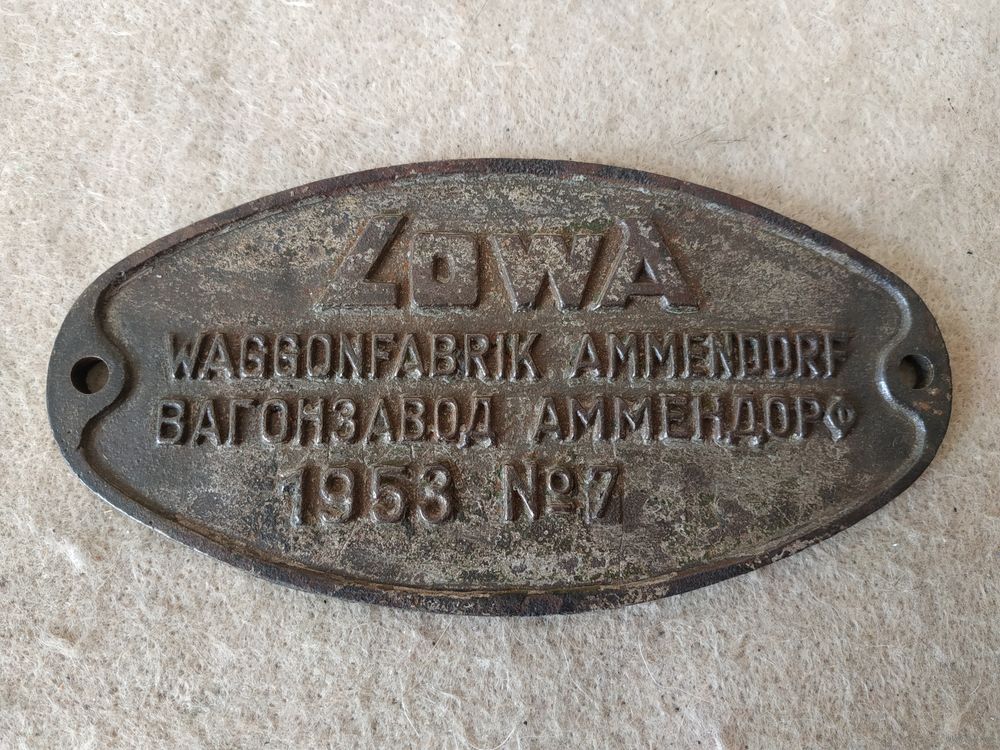 LOWA
WAGGONFABRIK AMMENDORF
ВАГОНЗАВОД АММЕНДОРФ
1953 №7